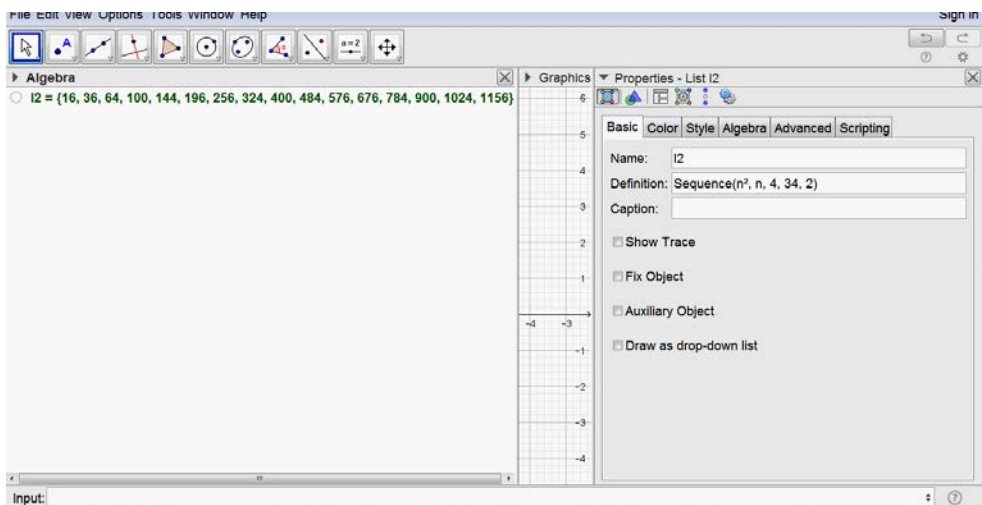 File Edit View Options Tools Window Help
Sign in
a=2
Algebra
l2 = {16, 36, 64, 100, 144, 196, 256, 324, 400, 484, 576, 676, 784, 900, 1024, 1156}
Graphics
6
5
4
3
2
1
-4 -3
-1
-2
-3
-4
Properties - List l2
Basic Color Style Algebra Advanced Scripting
Name: l2
Definition: Sequence(n², n, 4, 34, 2)
Caption:
Show Trace
Fix Object
Auxiliary Object
Draw as drop-down list
Input: